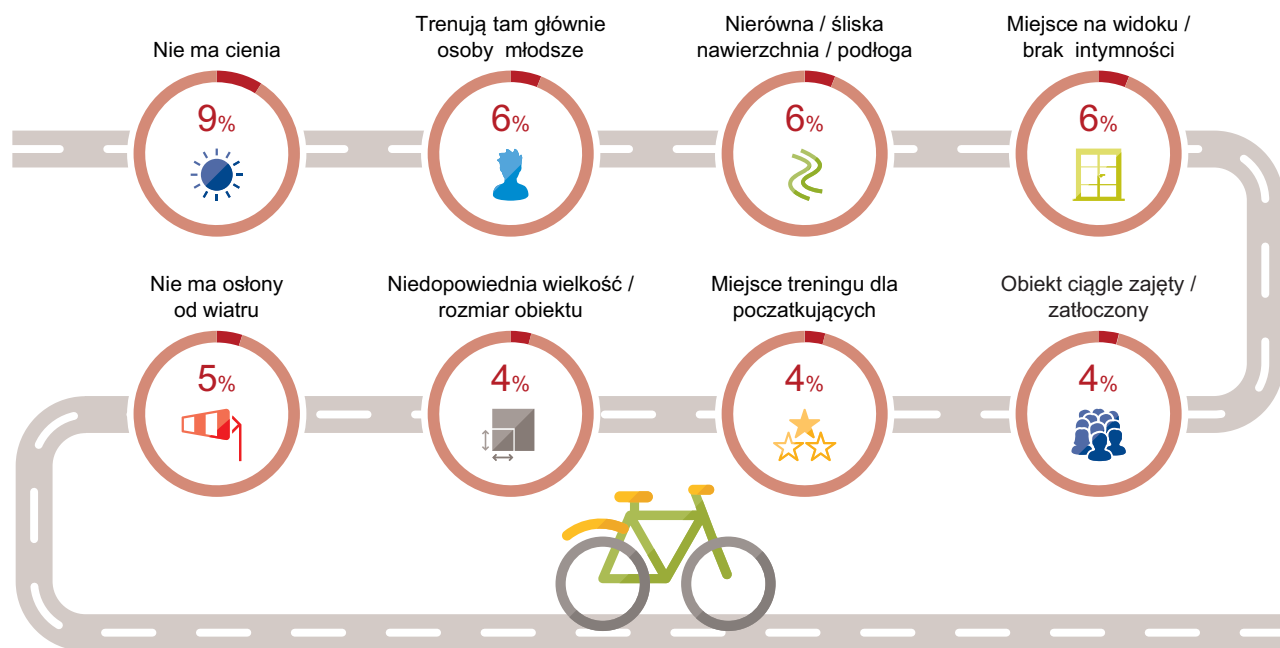 Nie ma cienia
9%
Trenują tam głównie
osoby młodsze
6%
Nierówna / śliska
nawierzchnia / podłoga
6%
Miejsce na widoku /
brak intymności
6%
Nie ma osłony
od wiatru
5%
Niedopowiednia wielkość /
rozmiar obiektu
4%
Miejsce treningu dla
poczatkujących
4%
Obiekt ciągle zajęty /
zatłoczony
4%